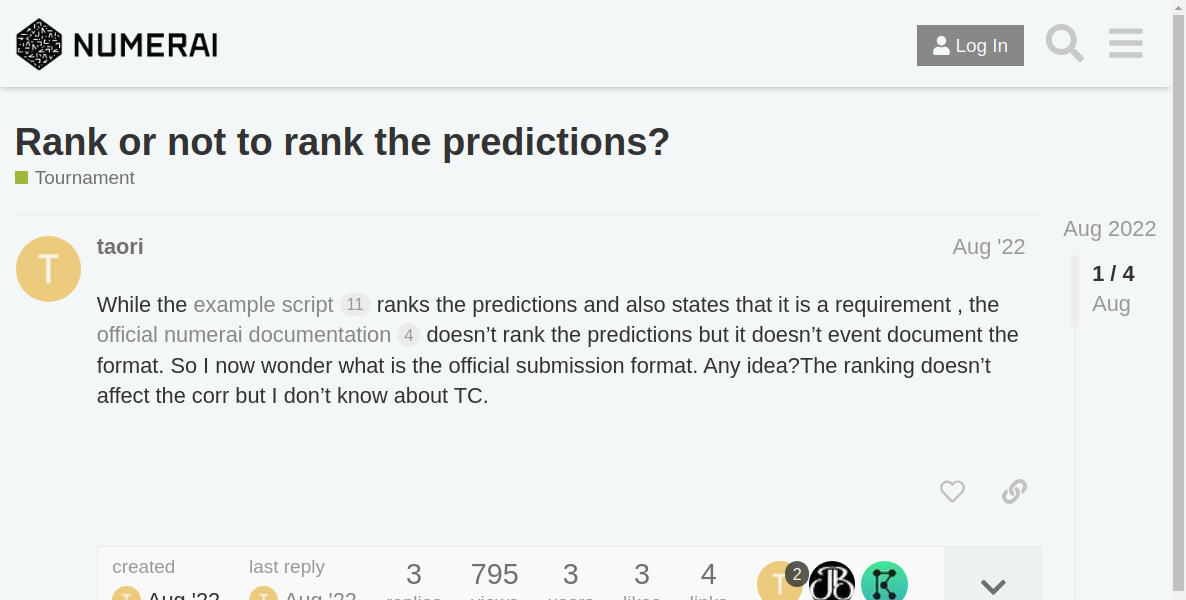 NUMERAI
Log In
Rank or not to rank the predictions?
Tournament
taori
Aug '22
While the example script 11 ranks the predictions and also states that it is a requirement , the
official numerai documentation 4 doesn’t rank the predictions but it doesn’t event document the
format. So I now wonder what is the official submission format. Any idea?The ranking doesn’t
affect the corr but I don’t know about TC.
Aug 2022
1 / 4
Aug
created
last reply
3
795
3
3
4
T
2
T
Aug '22
T
Aug '22
replies
views
users
likes
links